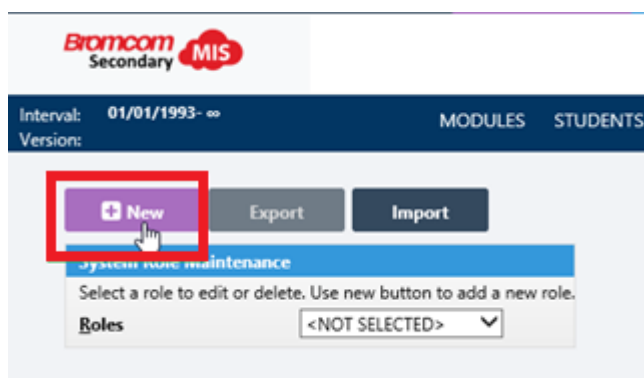 Bromcom
Secondary MIS
Interval: 01/01/1993- ∞
Version:
MODULES STUDENTS
New Export Import
System Role Maintenance
Select a role to edit or delete. Use new button to add a new role.
Roles <NOT SELECTED>